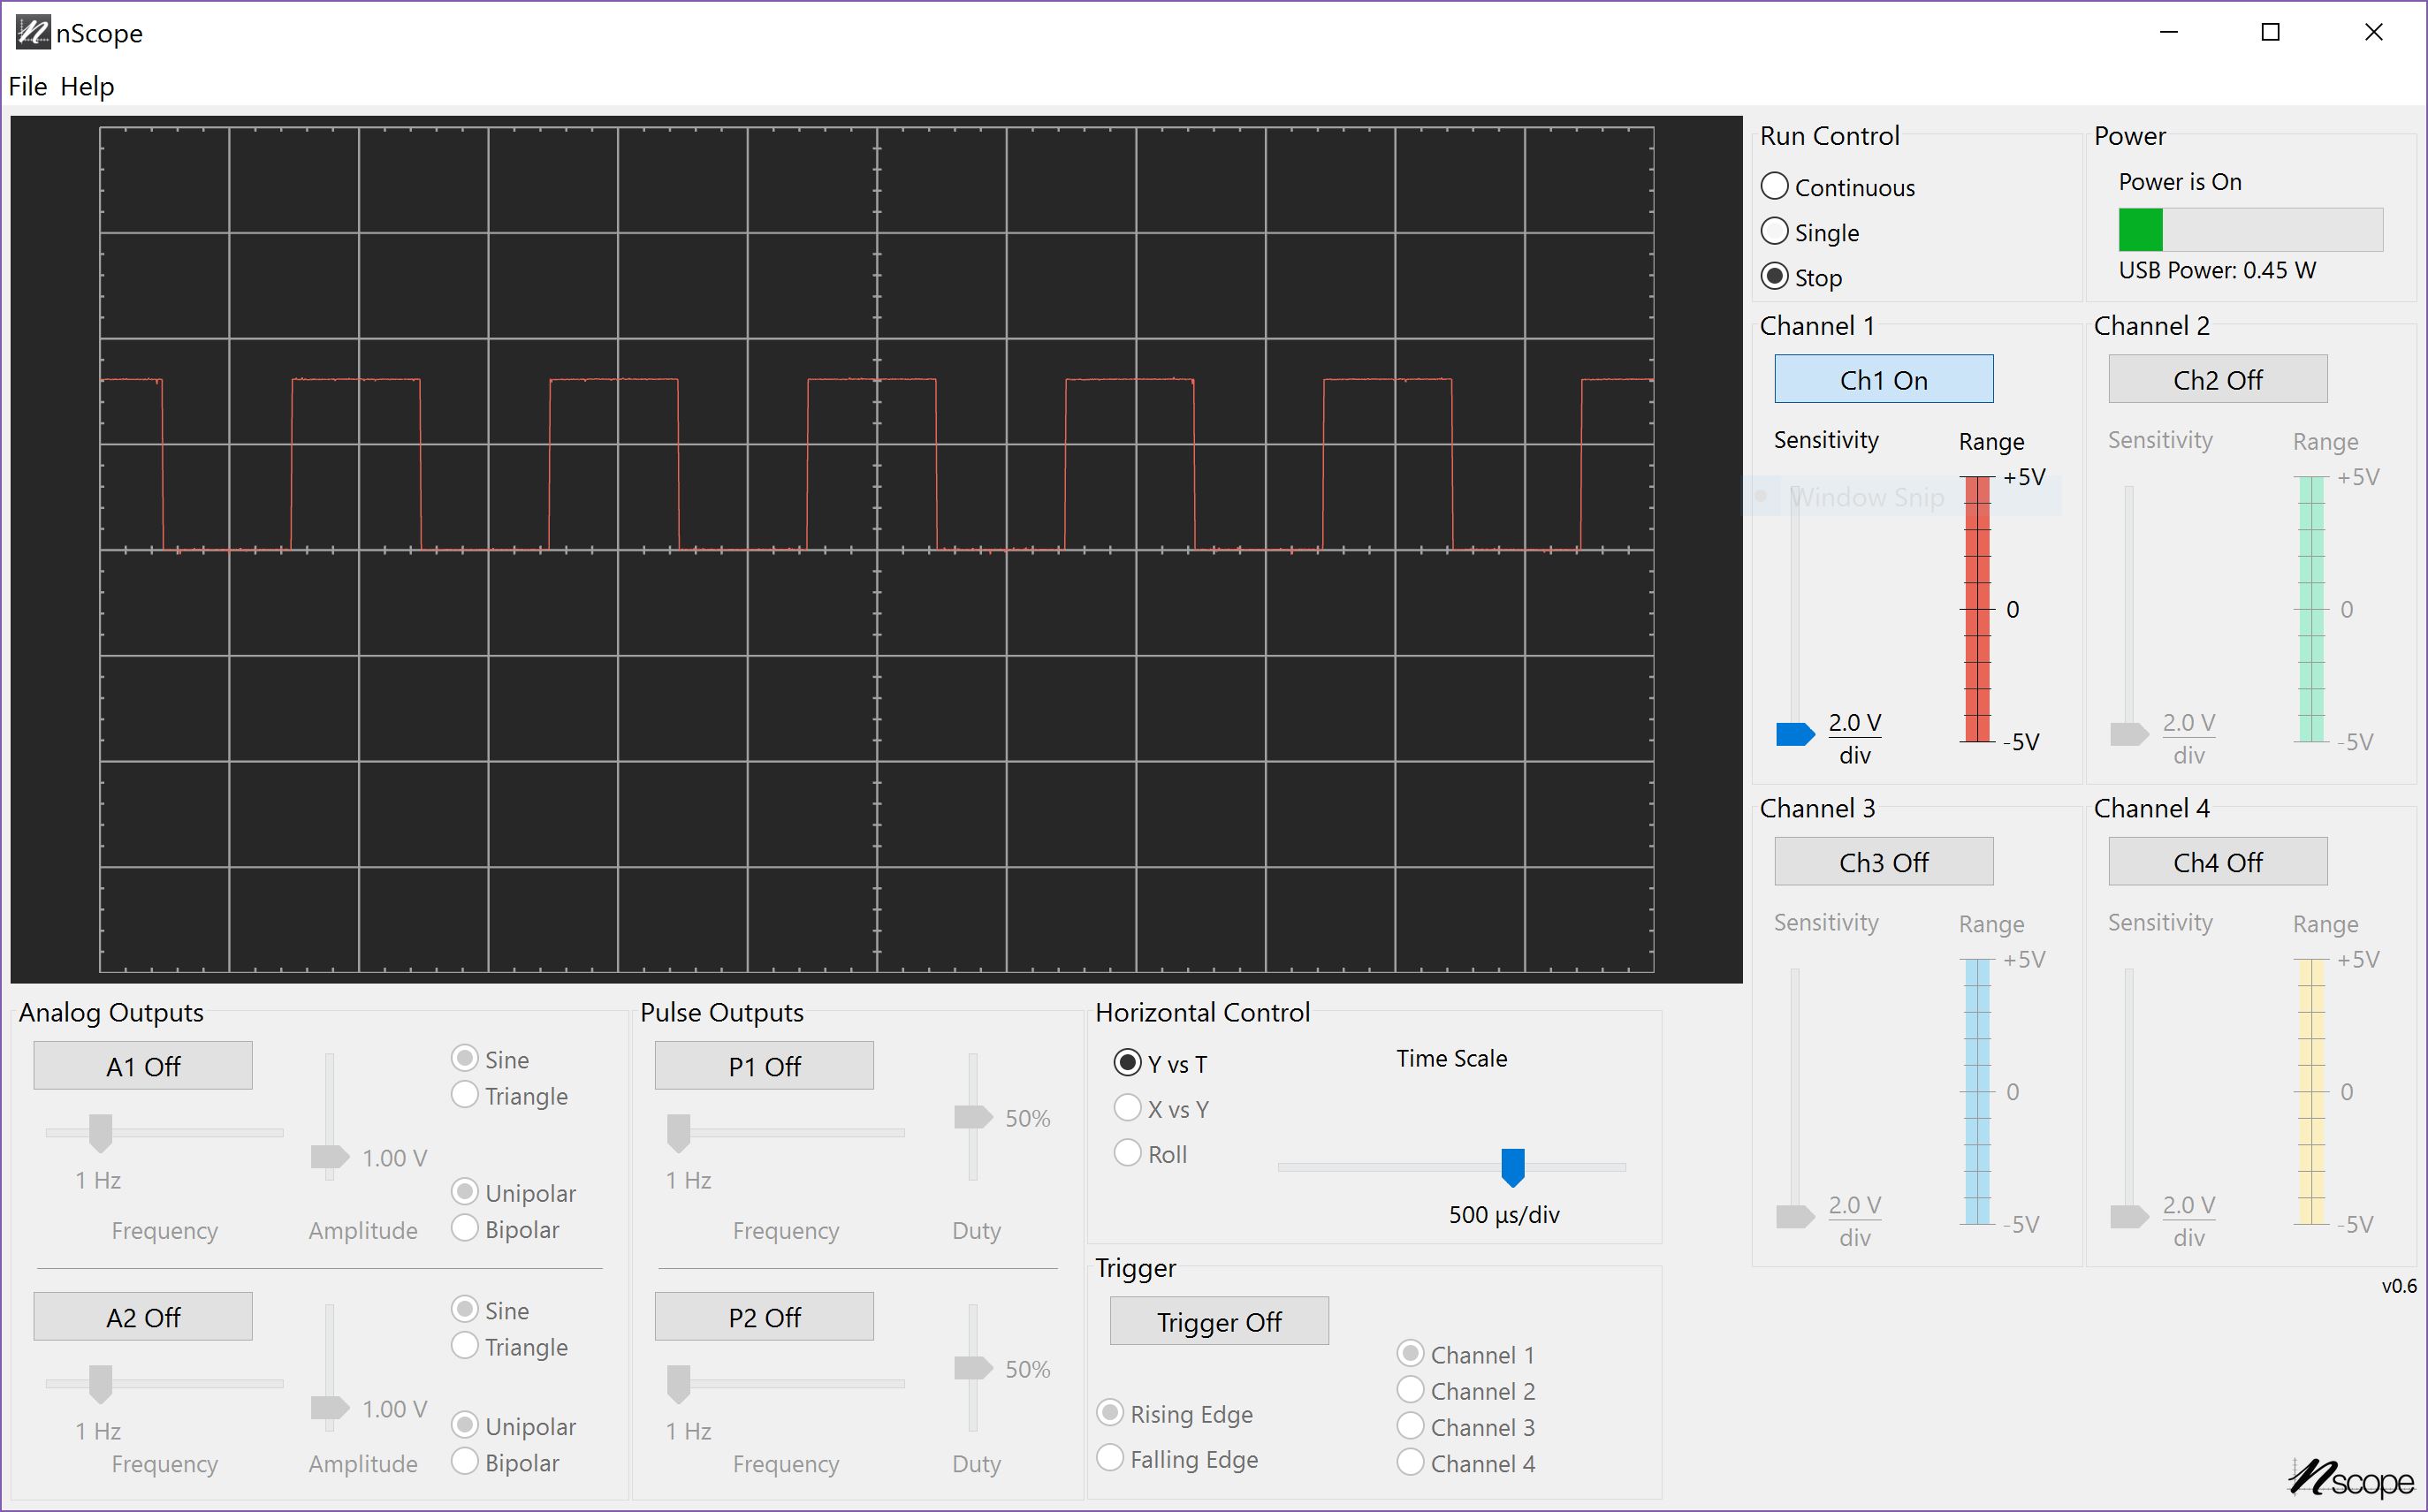 nScope
File Help
Run Control
Continuous
Single
Stop
Power
Power is On
USB Power: 0.45 W
Channel 1
Ch1 On
Sensitivity
Range
+5V
Window Snip
0
2.0 V
div
-5V
Channel 2
Ch2 Off
Sensitivity
Range
+5V
0
2.0 V
div
-5V
Channel 3
Ch3 Off
Sensitivity
Range
+5V
0
2.0 V
div
-5V
Channel 4
Ch4 Off
Sensitivity
Range
+5V
0
2.0 V
div
-5V
Analog Outputs
A1 Off
Sine
Triangle
1.00 V
1 Hz
Unipolar
Bipolar
Frequency
Amplitude
A2 Off
Sine
Triangle
1.00 V
1 Hz
Unipolar
Bipolar
Frequency
Amplitude
Pulse Outputs
P1 Off
50%
1 Hz
Frequency
Duty
P2 Off
50%
1 Hz
Frequency
Duty
Horizontal Control
Y vs T
X vs Y
Roll
Time Scale
500 µs/div
Trigger
Trigger Off
Rising Edge
Falling Edge
Channel 1
Channel 2
Channel 3
Channel 4
v0.6
nscope